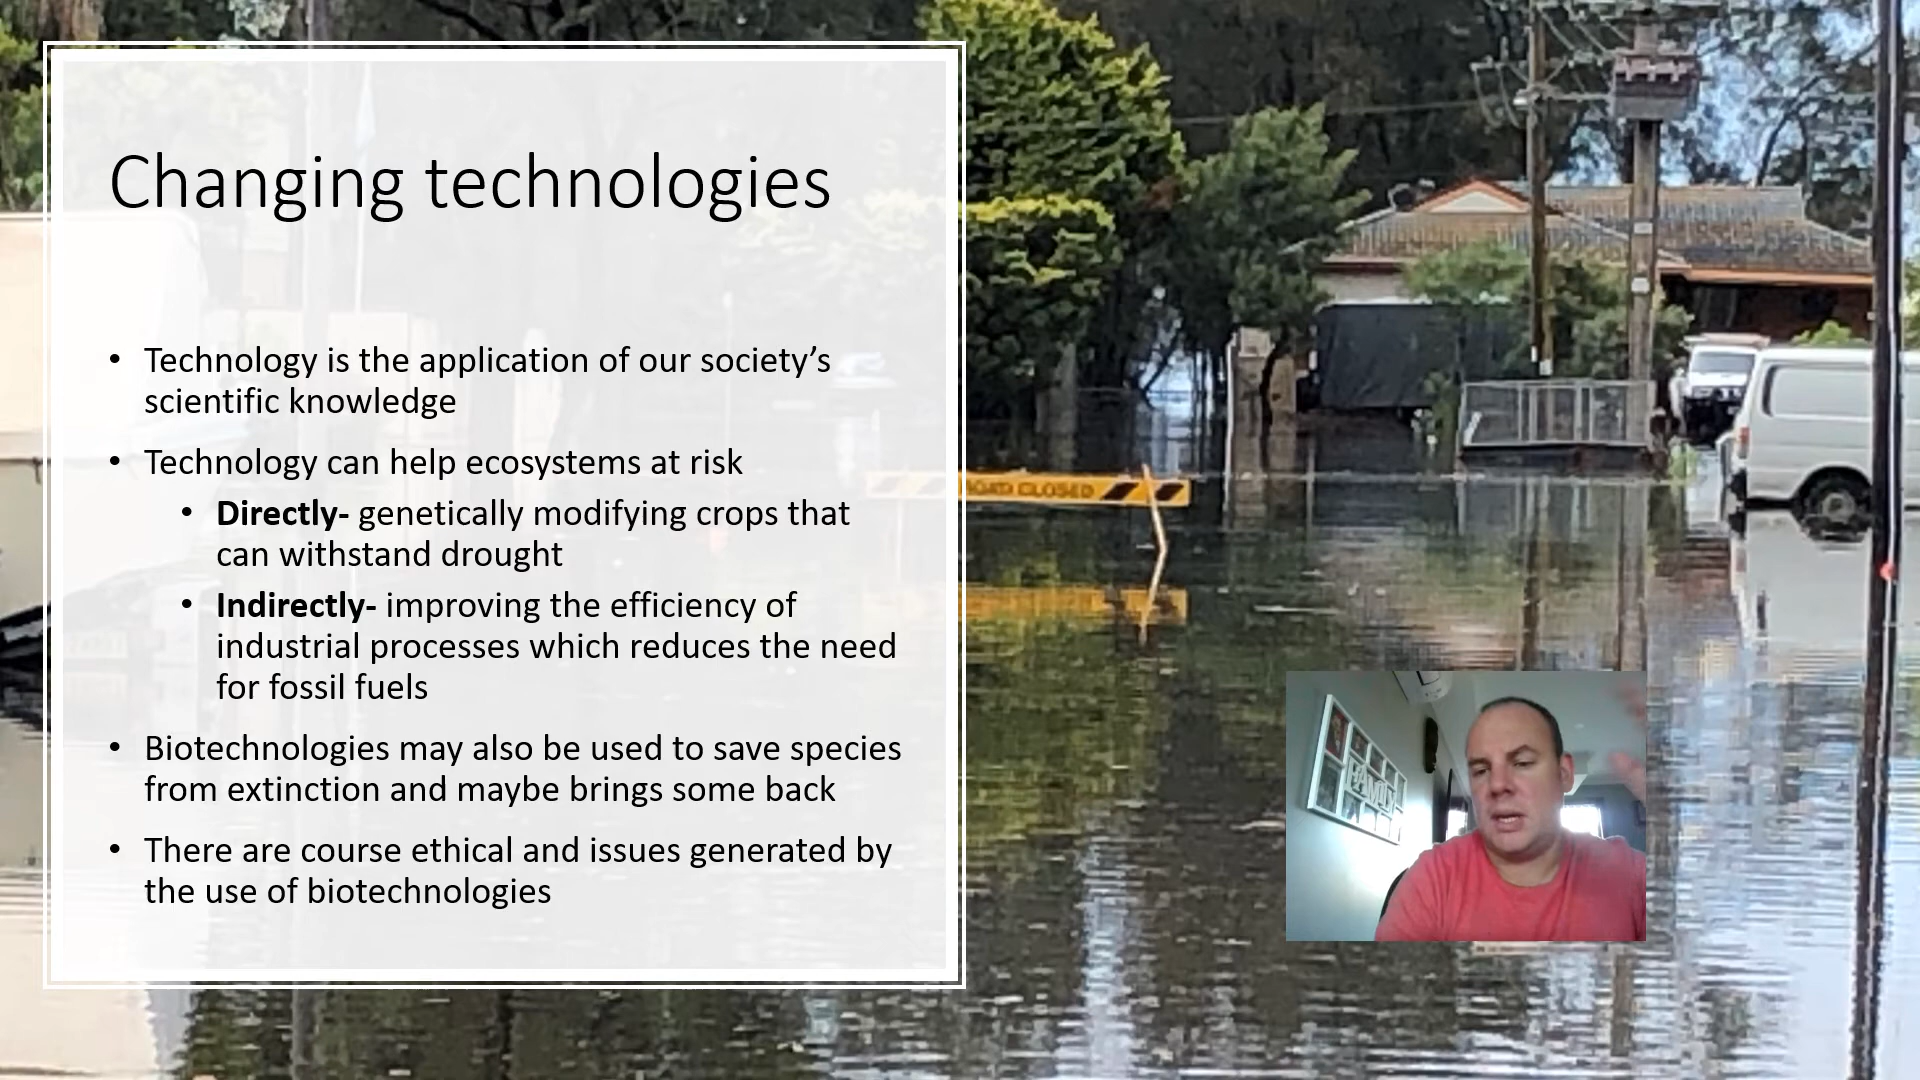 Changing technologies
• Technology is the application of our society’s
scientific knowledge
• Technology can help ecosystems at risk
• Directly- genetically modifying crops that
can withstand drought
• Indirectly- improving the efficiency of
industrial processes which reduces the need
for fossil fuels
• Biotechnologies may also be used to save species
from extinction and maybe brings some back
• There are course ethical and issues generated by
the use of biotechnologies
ROAD CLOSED
FAMILY